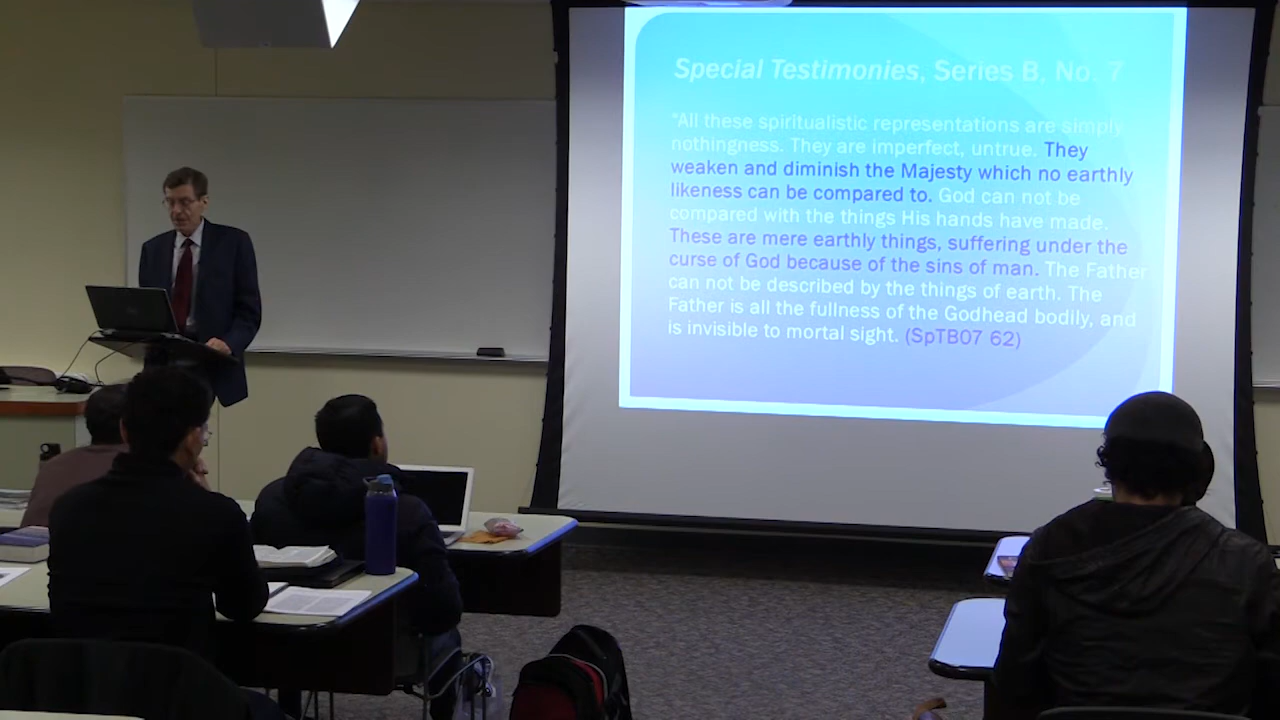 Special Testimonies, Series B, No. 7
"All these spiritualistic representations are simply
nothingness. They are imperfect, untrue. They
weaken and diminish the Majesty which no earthly
likeness can be compared to. God can not be
compared with the things His hands have made.
These are mere earthly things, suffering under the
curse of God because of the sins of man. The Father
can not be described by the things of earth. The
Father is all the fullness of the Godhead bodily, and
is invisible to mortal sight. (SpTB07 62)